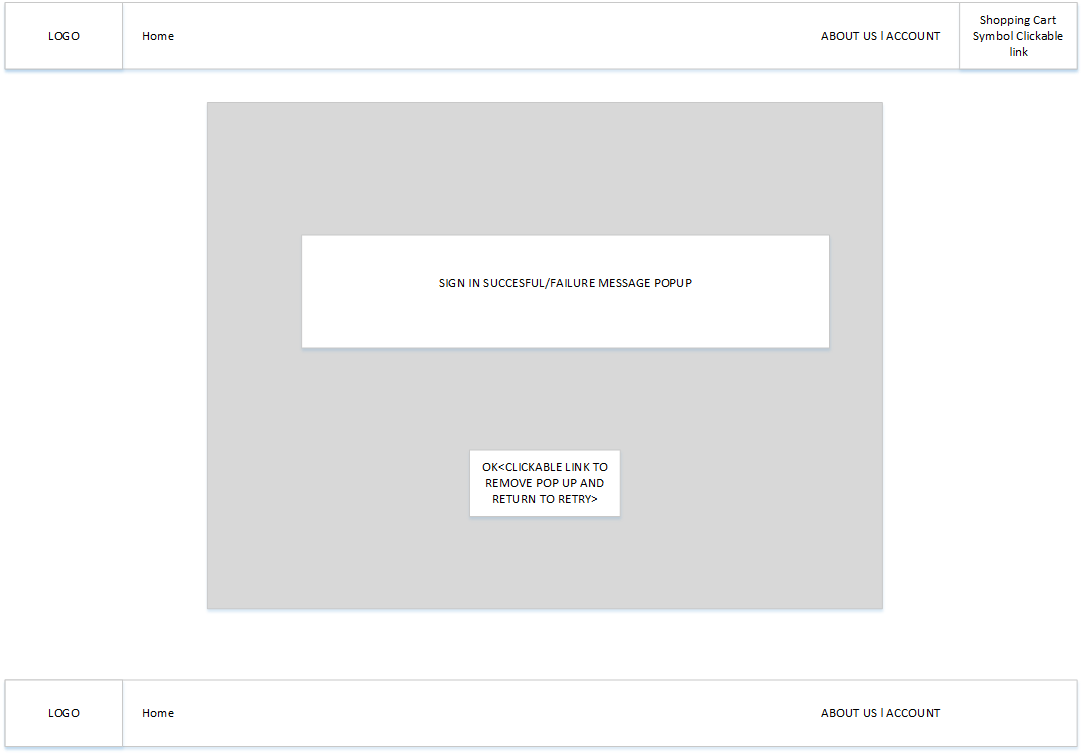 LOGO
Home
ABOUT US | ACCOUNT
Shopping Cart
Symbol Clickable
link
SIGN IN SUCCESFUL/FAILURE MESSAGE POPUP
OK<CLICKABLE LINK TO
REMOVE POP UP AND
RETURN TO RETRY>
LOGO
Home
ABOUT US | ACCOUNT